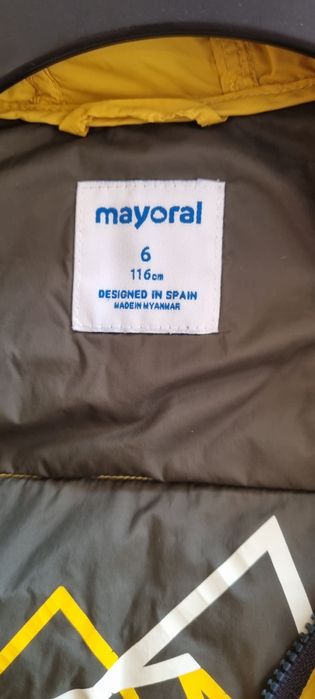 mayoral
6
116cm
DESIGNED IN SPAIN
MADE IN MYANMAR